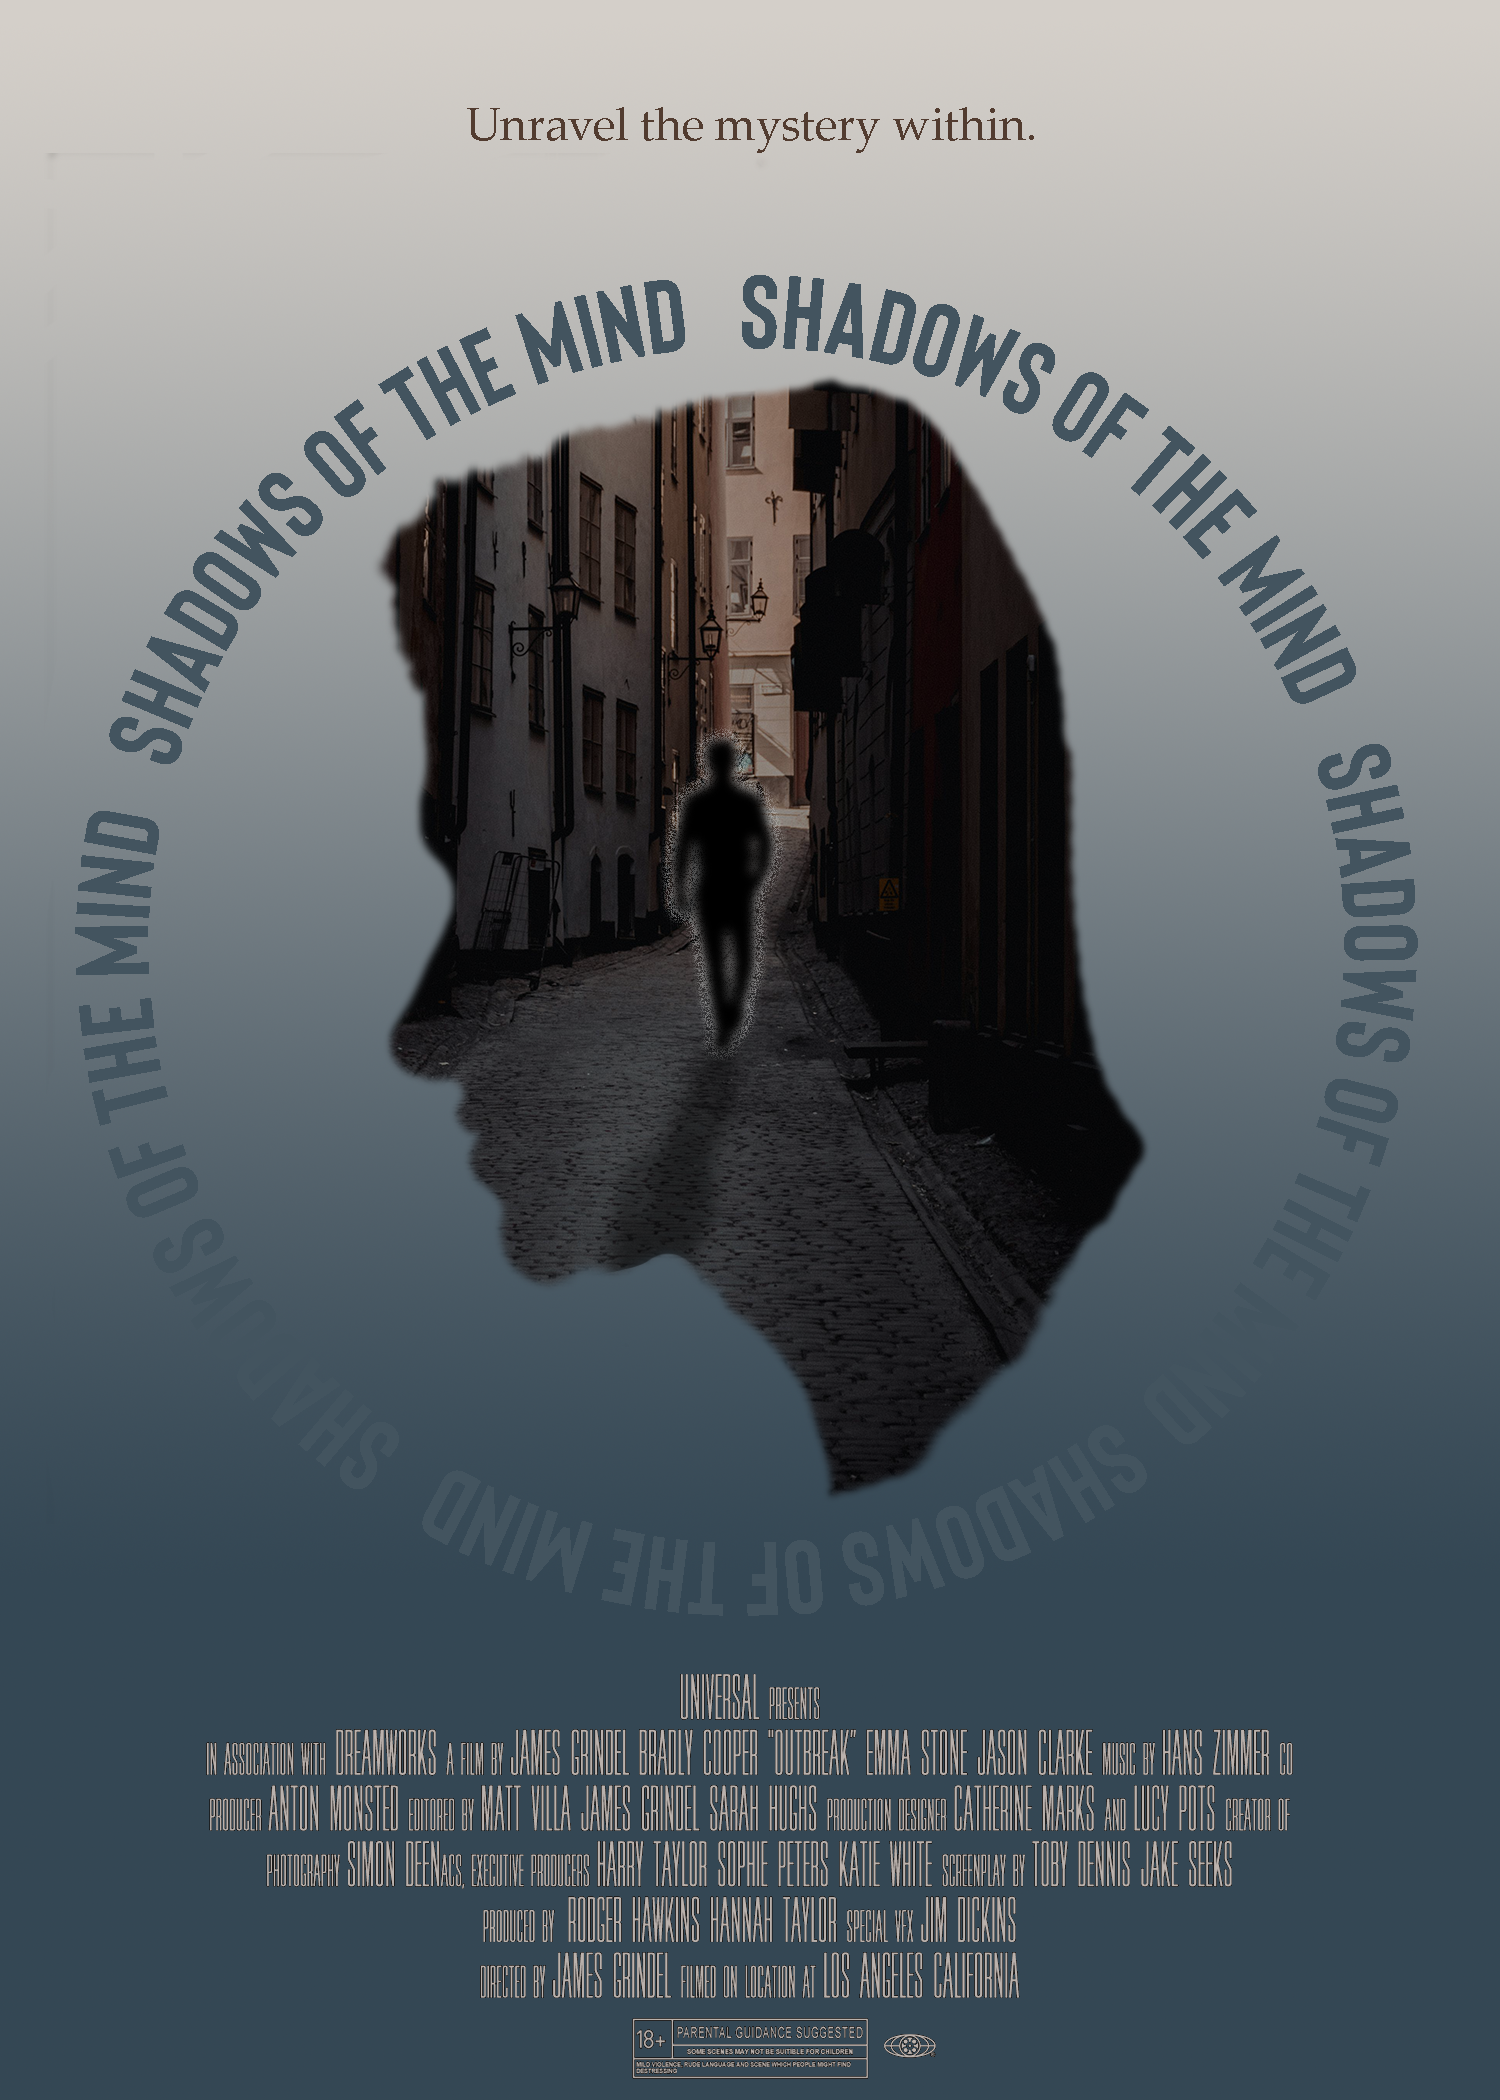 Unravel the mystery within.
SHADOWS OF THE MIND
SHADOWS OF THE MIND
SHADOWS OF THE MIND
SHADOWS OF THE MIND
SHADOWS OF THE MIND
UNIVERSAL PRESENTS
IN ASSOCIATION WITH DREAMWORKS A FILM BY JAMES GRINDEL BRADLY COOPER "OUTBREAK" EMMA STONE JASON CLARKE MUSIC BY HANS ZIMMER CO
PRODUCER ANTON MONSTED EDITORED BY MATT VILLA JAMES GRINDEL SARAH HUGHS PRODUCTION DESIGNER CATHERINE MARKS AND LUCY POTS CREATOR OF
PHOTOGRAPHY SIMON DEENACS, EXECUTIVE PRODUCERS HARRY TAYLOR SOPHIE PETERS KATIE WHITE SCREENPLAY BY TOBY DENNIS JAKE SEEKS
PRODUCED BY RODGER HAWKINS HANNAH TAYLOR SPECIAL VFX JIM DICKINS
DIRECTED BY JAMES GRINDEL FILMED ON LOCATION AT LOS ANGELES CALIFORNIA
18+ PARENTAL GUIDANCE SUGGESTED
SOME SCENES MAY NOT BE SUITIBLE FOR CHILDREN
MILD VIOLENCE, RUDE LANGUAGE AND SCENE WHICH PEOPLE MIGHT FIND
DESTRESSING